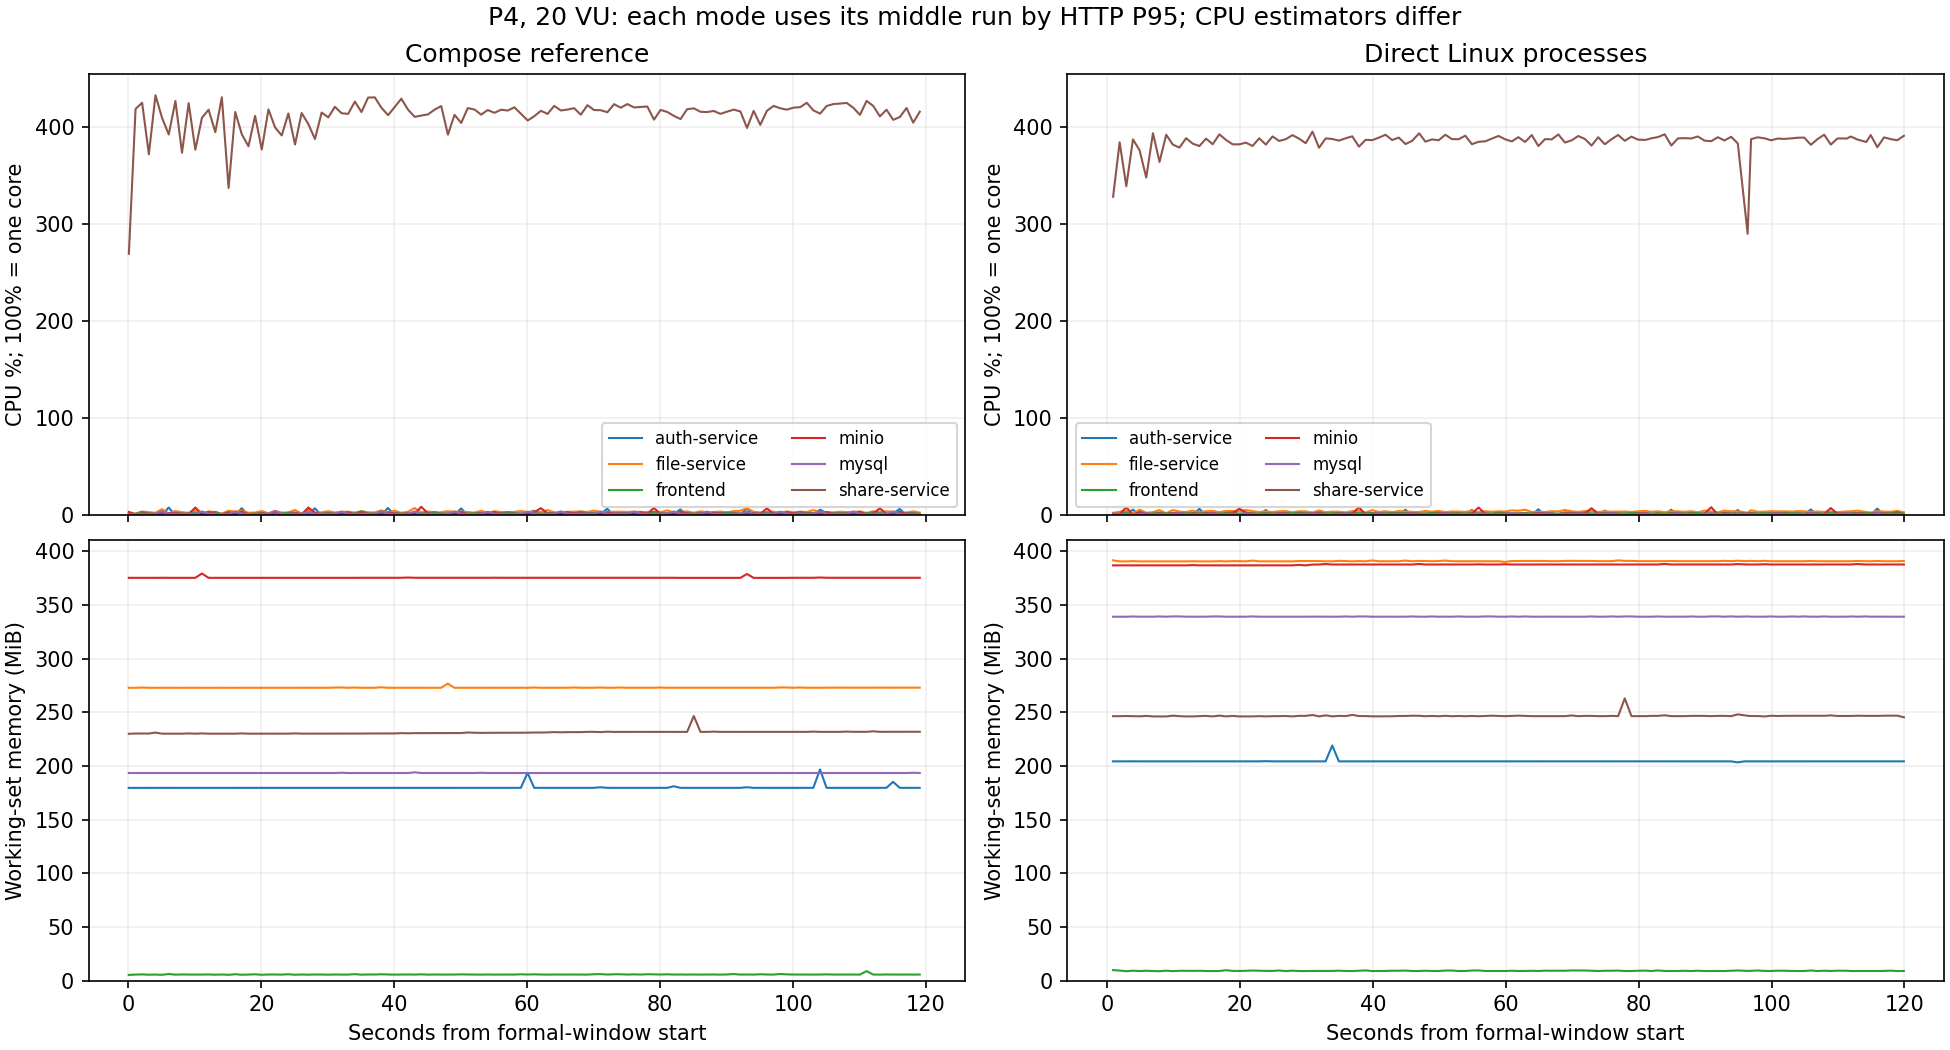 P4, 20 VU: each mode uses its middle run by HTTP P95; CPU estimators differ
Compose reference
CPU %; 100% = one core
400
300
200
100
0
auth-service
file-service
frontend
minio
mysql
share-service
Direct Linux processes
CPU %; 100% = one core
400
300
200
100
0
auth-service
file-service
frontend
minio
mysql
share-service
Working-set memory (MiB)
400
350
300
250
200
150
100
50
0
0 20 40 60 80 100 120
Seconds from formal-window start
Working-set memory (MiB)
400
350
300
250
200
150
100
50
0
0 20 40 60 80 100 120
Seconds from formal-window start